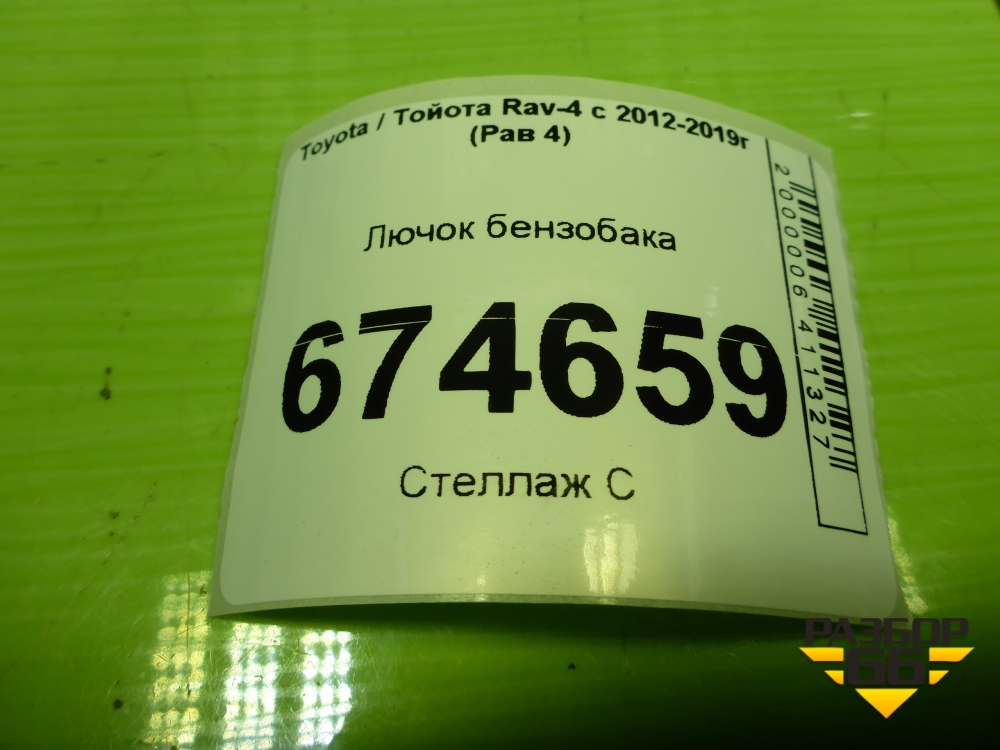 Toyota / Тойота Rav-4 с 2012-2019г
(Рав 4)
Лючок бензобака
674659
Стеллаж С
2000006411327
РАЗБОР
66